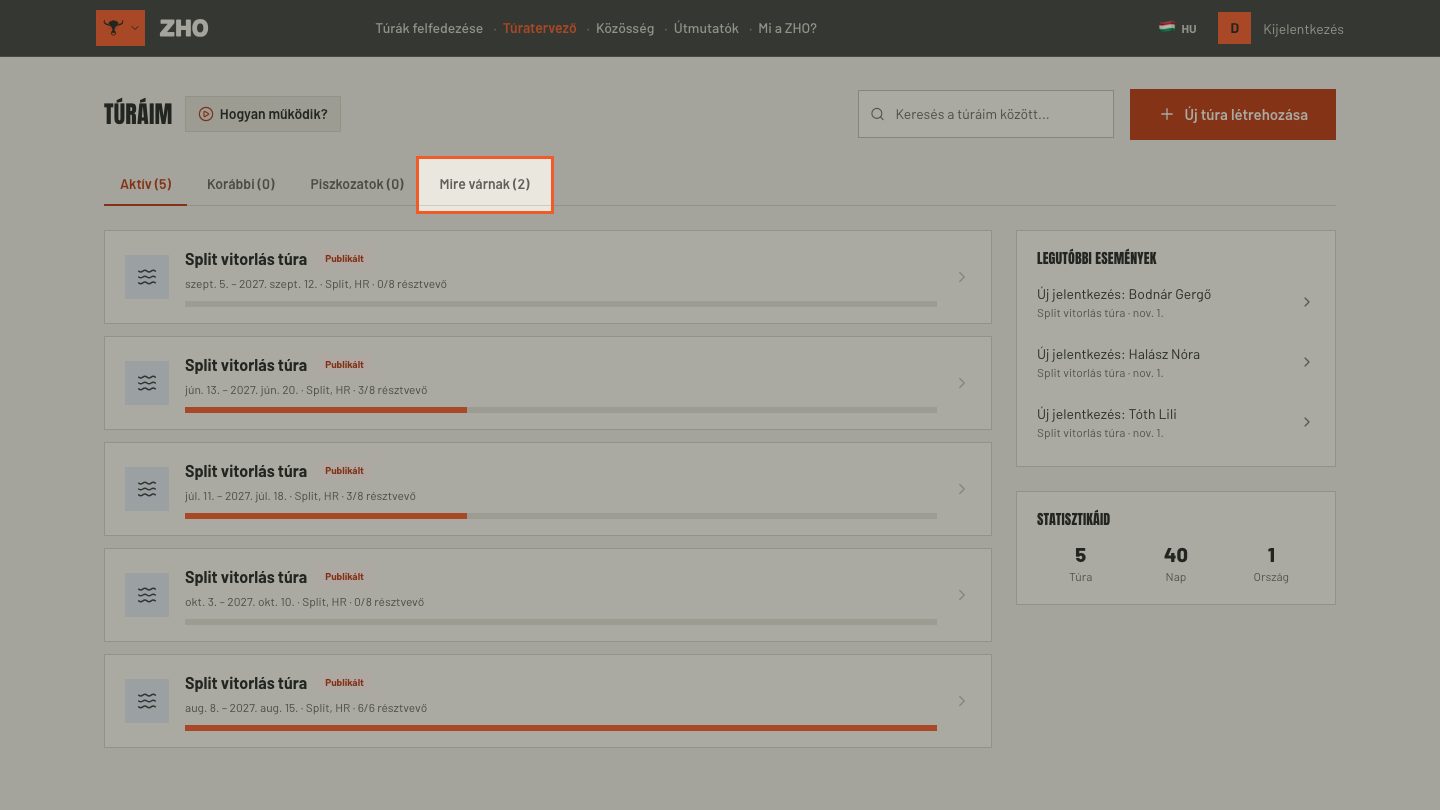 ZHO
Túrák felfedezése · Túratervező · Közösség · Útmutatók · Mi a ZHO?
HU
D
Kijelentkezés
TÚRÁIM
Hogyan működik?
Keresés a túráim között...
Új túra létrehozása
Aktív (5)
Korábbi (0)
Piszkozatok (0)
Mire várnak (2)
Split vitorlás túra
Publikált
szept. 5. – 2027. szept. 12. · Split, HR · 0/8 résztvevő
Split vitorlás túra
Publikált
jún. 13. – 2027. jún. 20. · Split, HR · 3/8 résztvevő
Split vitorlás túra
Publikált
júl. 11. – 2027. júl. 18. · Split, HR · 3/8 résztvevő
Split vitorlás túra
Publikált
okt. 3. – 2027. okt. 10. · Split, HR · 0/8 résztvevő
Split vitorlás túra
Publikált
aug. 8. – 2027. aug. 15. · Split, HR · 6/6 résztvevő
LEGUTÓBBI ESEMÉNYEK
Új jelentkezés: Bodnár Gergő
Split vitorlás túra · nov. 1.
Új jelentkezés: Halász Nóra
Split vitorlás túra · nov. 1.
Új jelentkezés: Tóth Lili
Split vitorlás túra · nov. 1.
STATISZTIKÁID
5
40
1
Túra
Nap
Ország